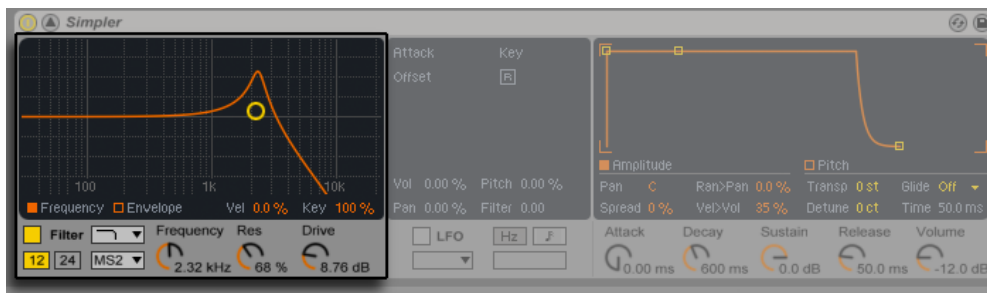 Simpler
Attack Key
Offset R
100 1k 10k
Frequency Envelope Vel 0.0 % Key 100 %
Vol 0.00 % Pitch 0.00 %
Pan 0.00 % Filter 0.00
Amplitude Pitch
Pan C Ran>Pan 0.0 % Transp 0 st Glide Off
Spread 0 % Vel>Vol 35 % Detune 0 ct Time 50.0 ms
Filter Frequency Res Drive
12 24 MS2 2.32 kHz 68 % 8.76 dB
LFO Hz
Attack Decay Sustain Release Volume
0.00 ms 600 ms 0.0 dB 50.0 ms -12.0 dB